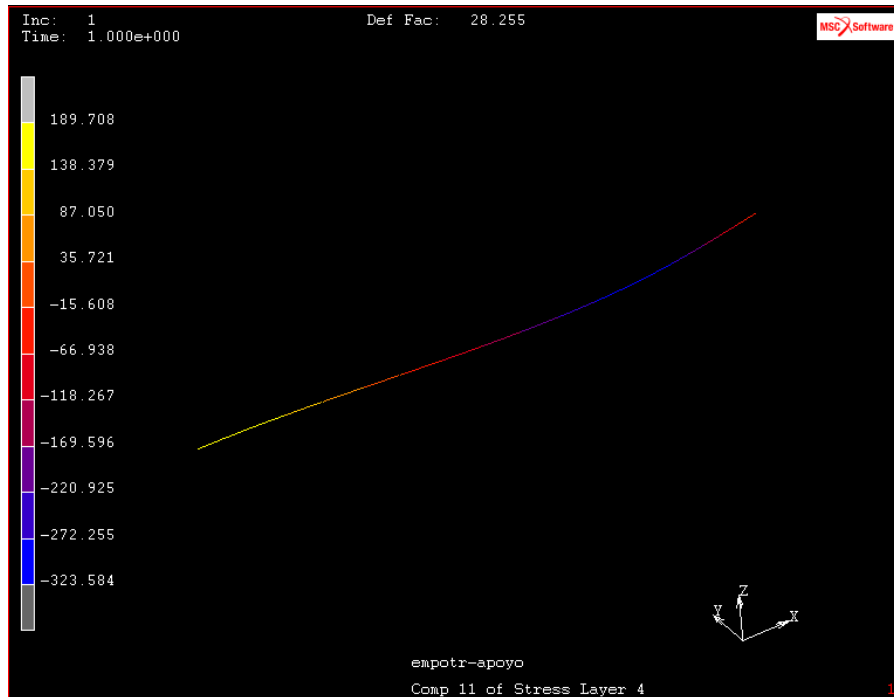 Inc: 1 Def Fac: 28.255
Time: 1.000e+000
MSC Software
189.708
138.379
87.050
35.721
-15.608
-66.938
-118.267
-169.596
-220.925
-272.255
-323.584
Z
Y X
empotr-apoyo
Comp 11 of Stress Layer 4
1